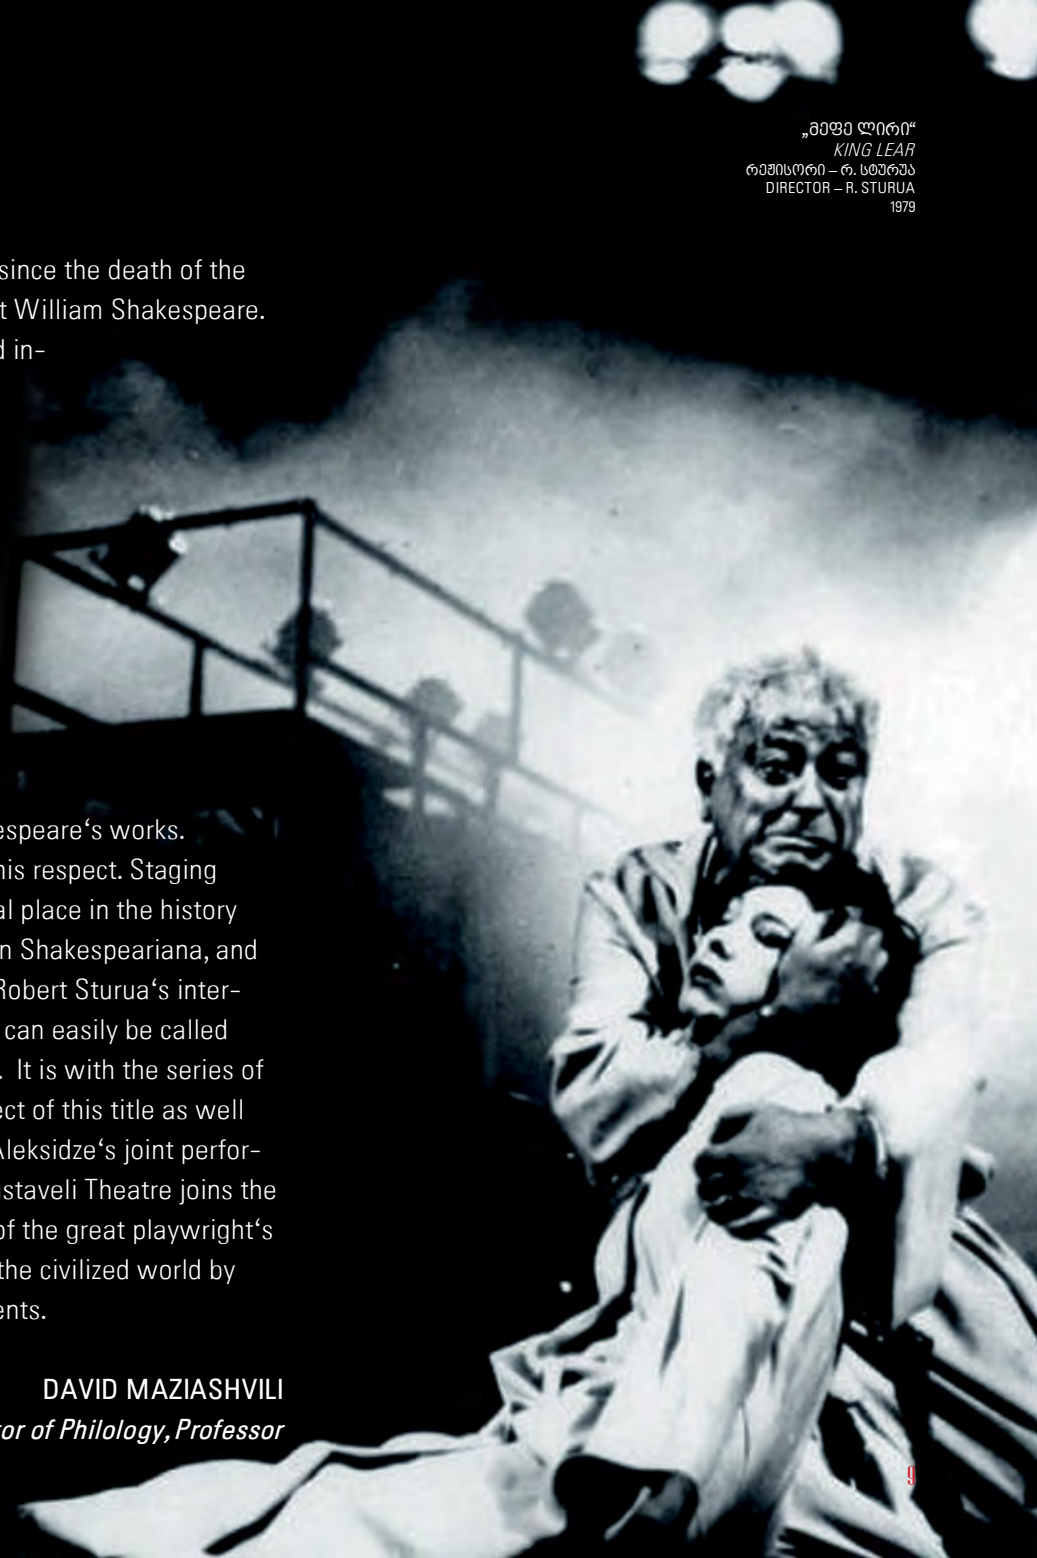 „მეფე ლირი“
KING LEAR
რეჟისორი – რ. სტურუა
DIRECTOR – R. STURUA
1979
since the death of the
t William Shakespeare.
d in-
espeare‘s works.
his respect. Staging
al place in the history
n Shakespeariana, and
Robert Sturua‘s inter-
can easily be called
. It is with the series of
ect of this title as well
Aleksidze‘s joint perfor-
ustaveli Theatre joins the
of the great playwright‘s
the civilized world by
ents.
DAVID MAZIASHVILI
tor of Philology, Professor
9